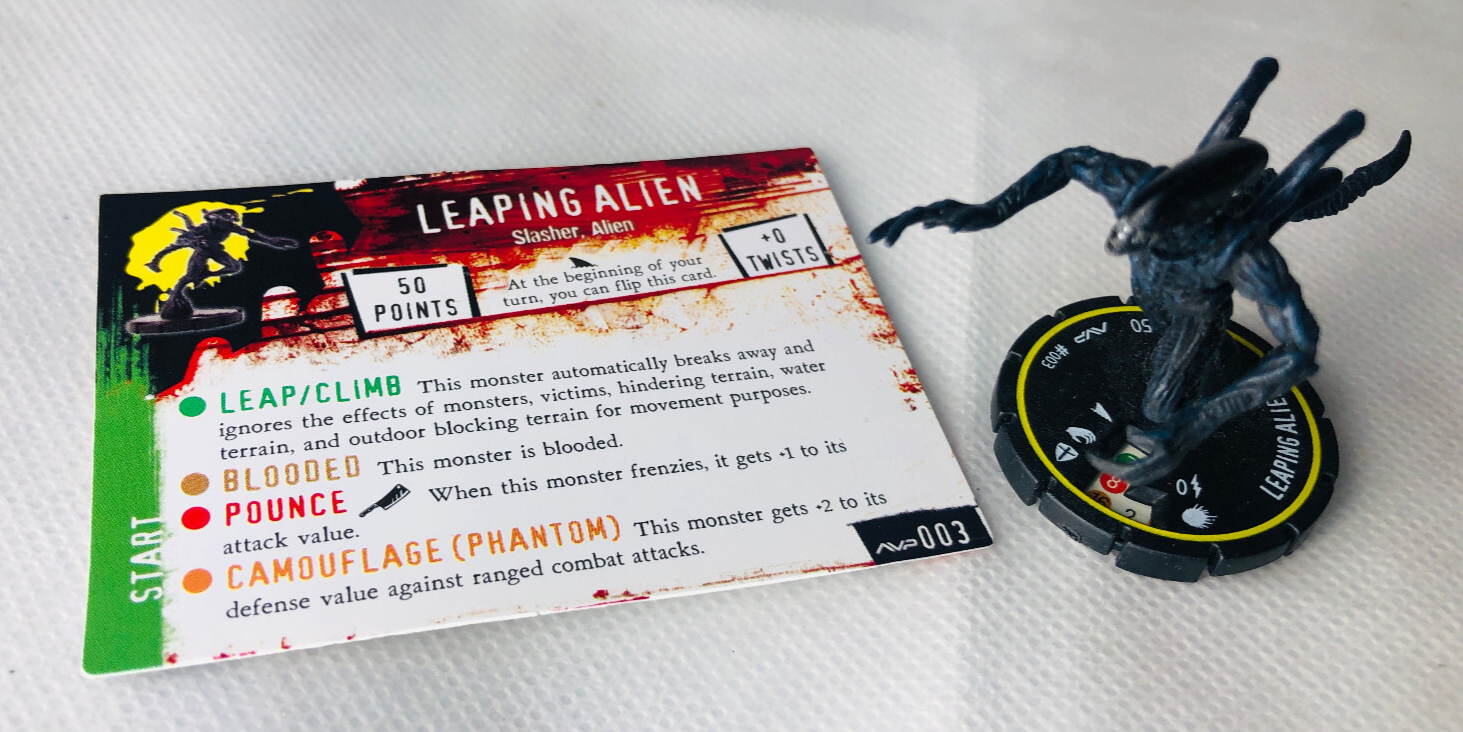 LEAPING ALIEN
Slasher, Alien
50
POINTS
At the beginning of your
turn, you can flip this card.
+0
TWISTS
LEAP/CLIMB This monster automatically breaks away and
ignores the effects of monsters, victims, hindering terrain, water
terrain, and outdoor blocking terrain for movement purposes.
BLOODED This monster is blooded.
POUNCE When this monster frenzies, it gets +1 to its
attack value.
CAMOUFLAGE (PHANTOM) This monster gets +2 to its
defense value against ranged combat attacks.
START
AVP 003
50
AVP
#003
LEAPING ALIE
0
8
2